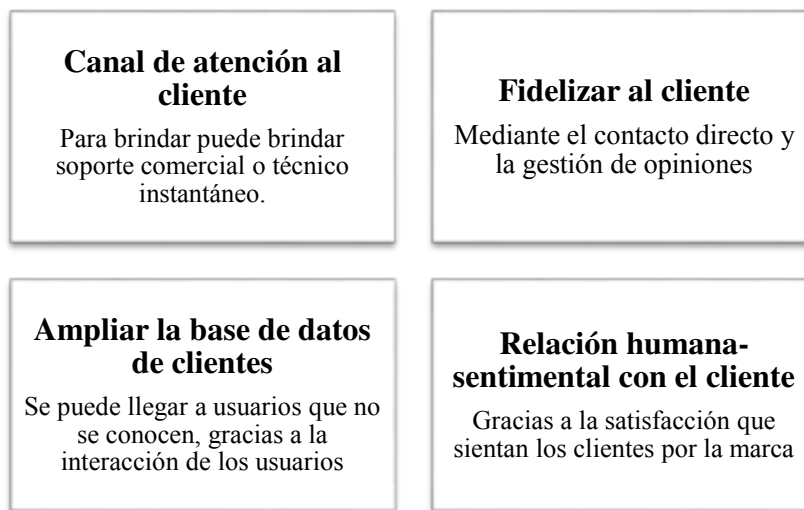 Canal de atención al
cliente
Para brindar puede brindar
soporte comercial o técnico
instantáneo.
Fidelizar al cliente
Mediante el contacto directo y
la gestión de opiniones
Ampliar la base de datos
de clientes
Se puede llegar a usuarios que no
se conocen, gracias a la
interacción de los usuarios
Relación humana-
sentimental con el cliente
Gracias a la satisfacción que
sientan los clientes por la marca